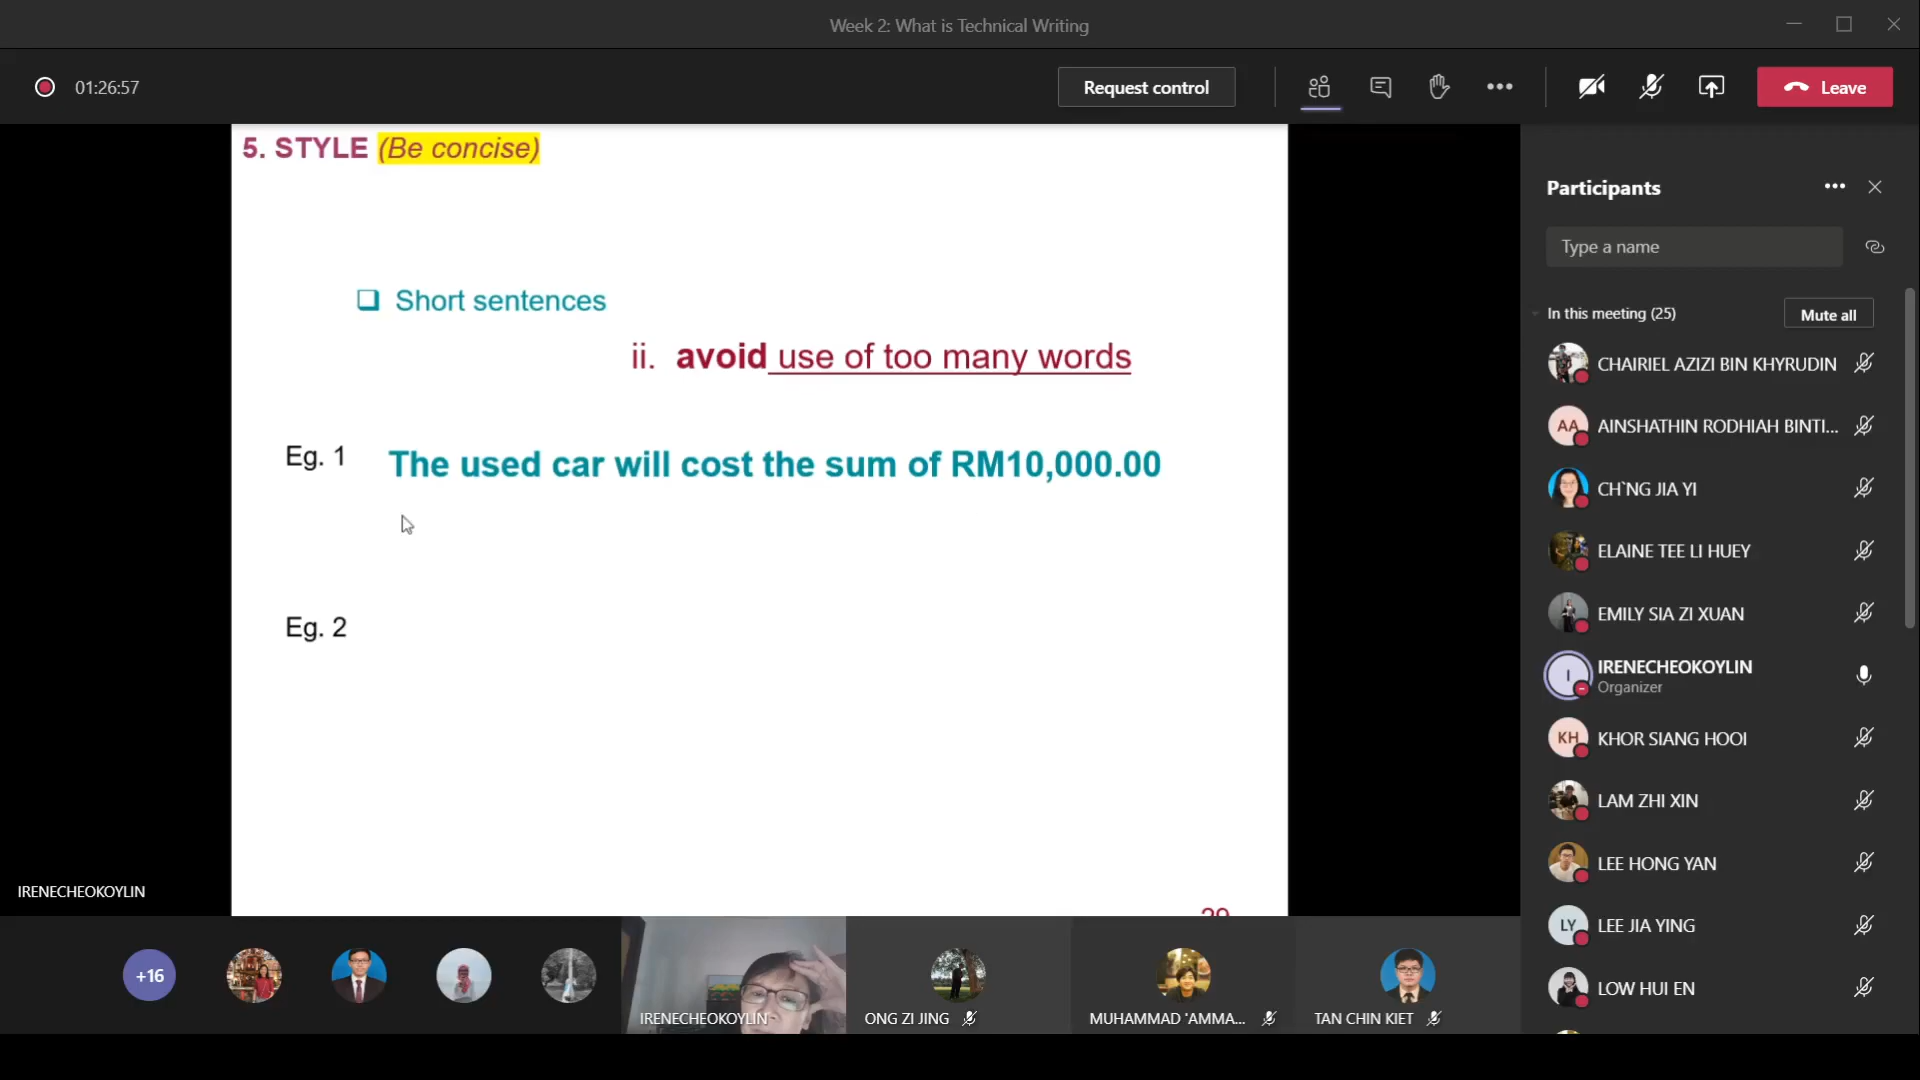 Week 2: What is Technical Writing
01:26:57
Request control
Leave
5. STYLE (Be concise)
❑ Short sentences
ii. avoid use of too many words
Eg. 1 The used car will cost the sum of RM10,000.00
Eg. 2
IRENECHEOKOYLIN
+16
IRENECHEOKOYLIN
ONG ZI JING
MUHAMMAD 'AMMA...
TAN CHIN KIET
Participants
Type a name
In this meeting (25)
Mute all
CHAIRIEL AZIZI BIN KHYRUDIN
AA
AINSHATHIN RODHIAH BINTI...
CH`NG JIA YI
ELAINE TEE LI HUEY
EMILY SIA ZI XUAN
I
IRENECHEOKOYLIN
Organizer
KH
KHOR SIANG HOOI
LAM ZHI XIN
LEE HONG YAN
LY
LEE JIA YING
LOW HUI EN